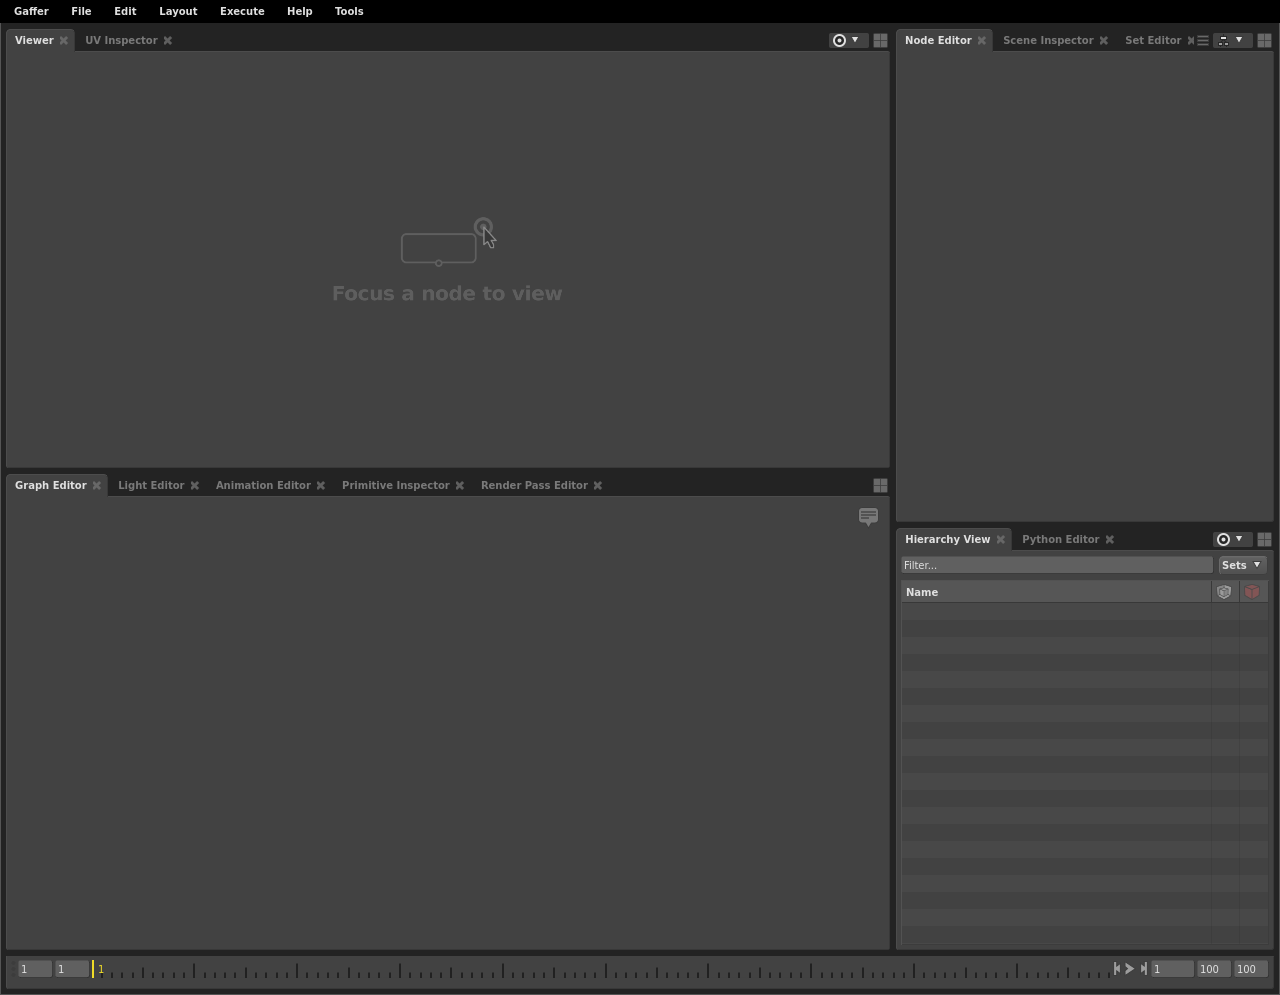 Gaffer File Edit Layout Execute Help Tools
Viewer UV Inspector
Node Editor Scene Inspector Set Editor
Focus a node to view
Graph Editor Light Editor Animation Editor Primitive Inspector Render Pass Editor
Hierarchy View Python Editor
Filter... Sets
Name
1 1 1 1 100 100